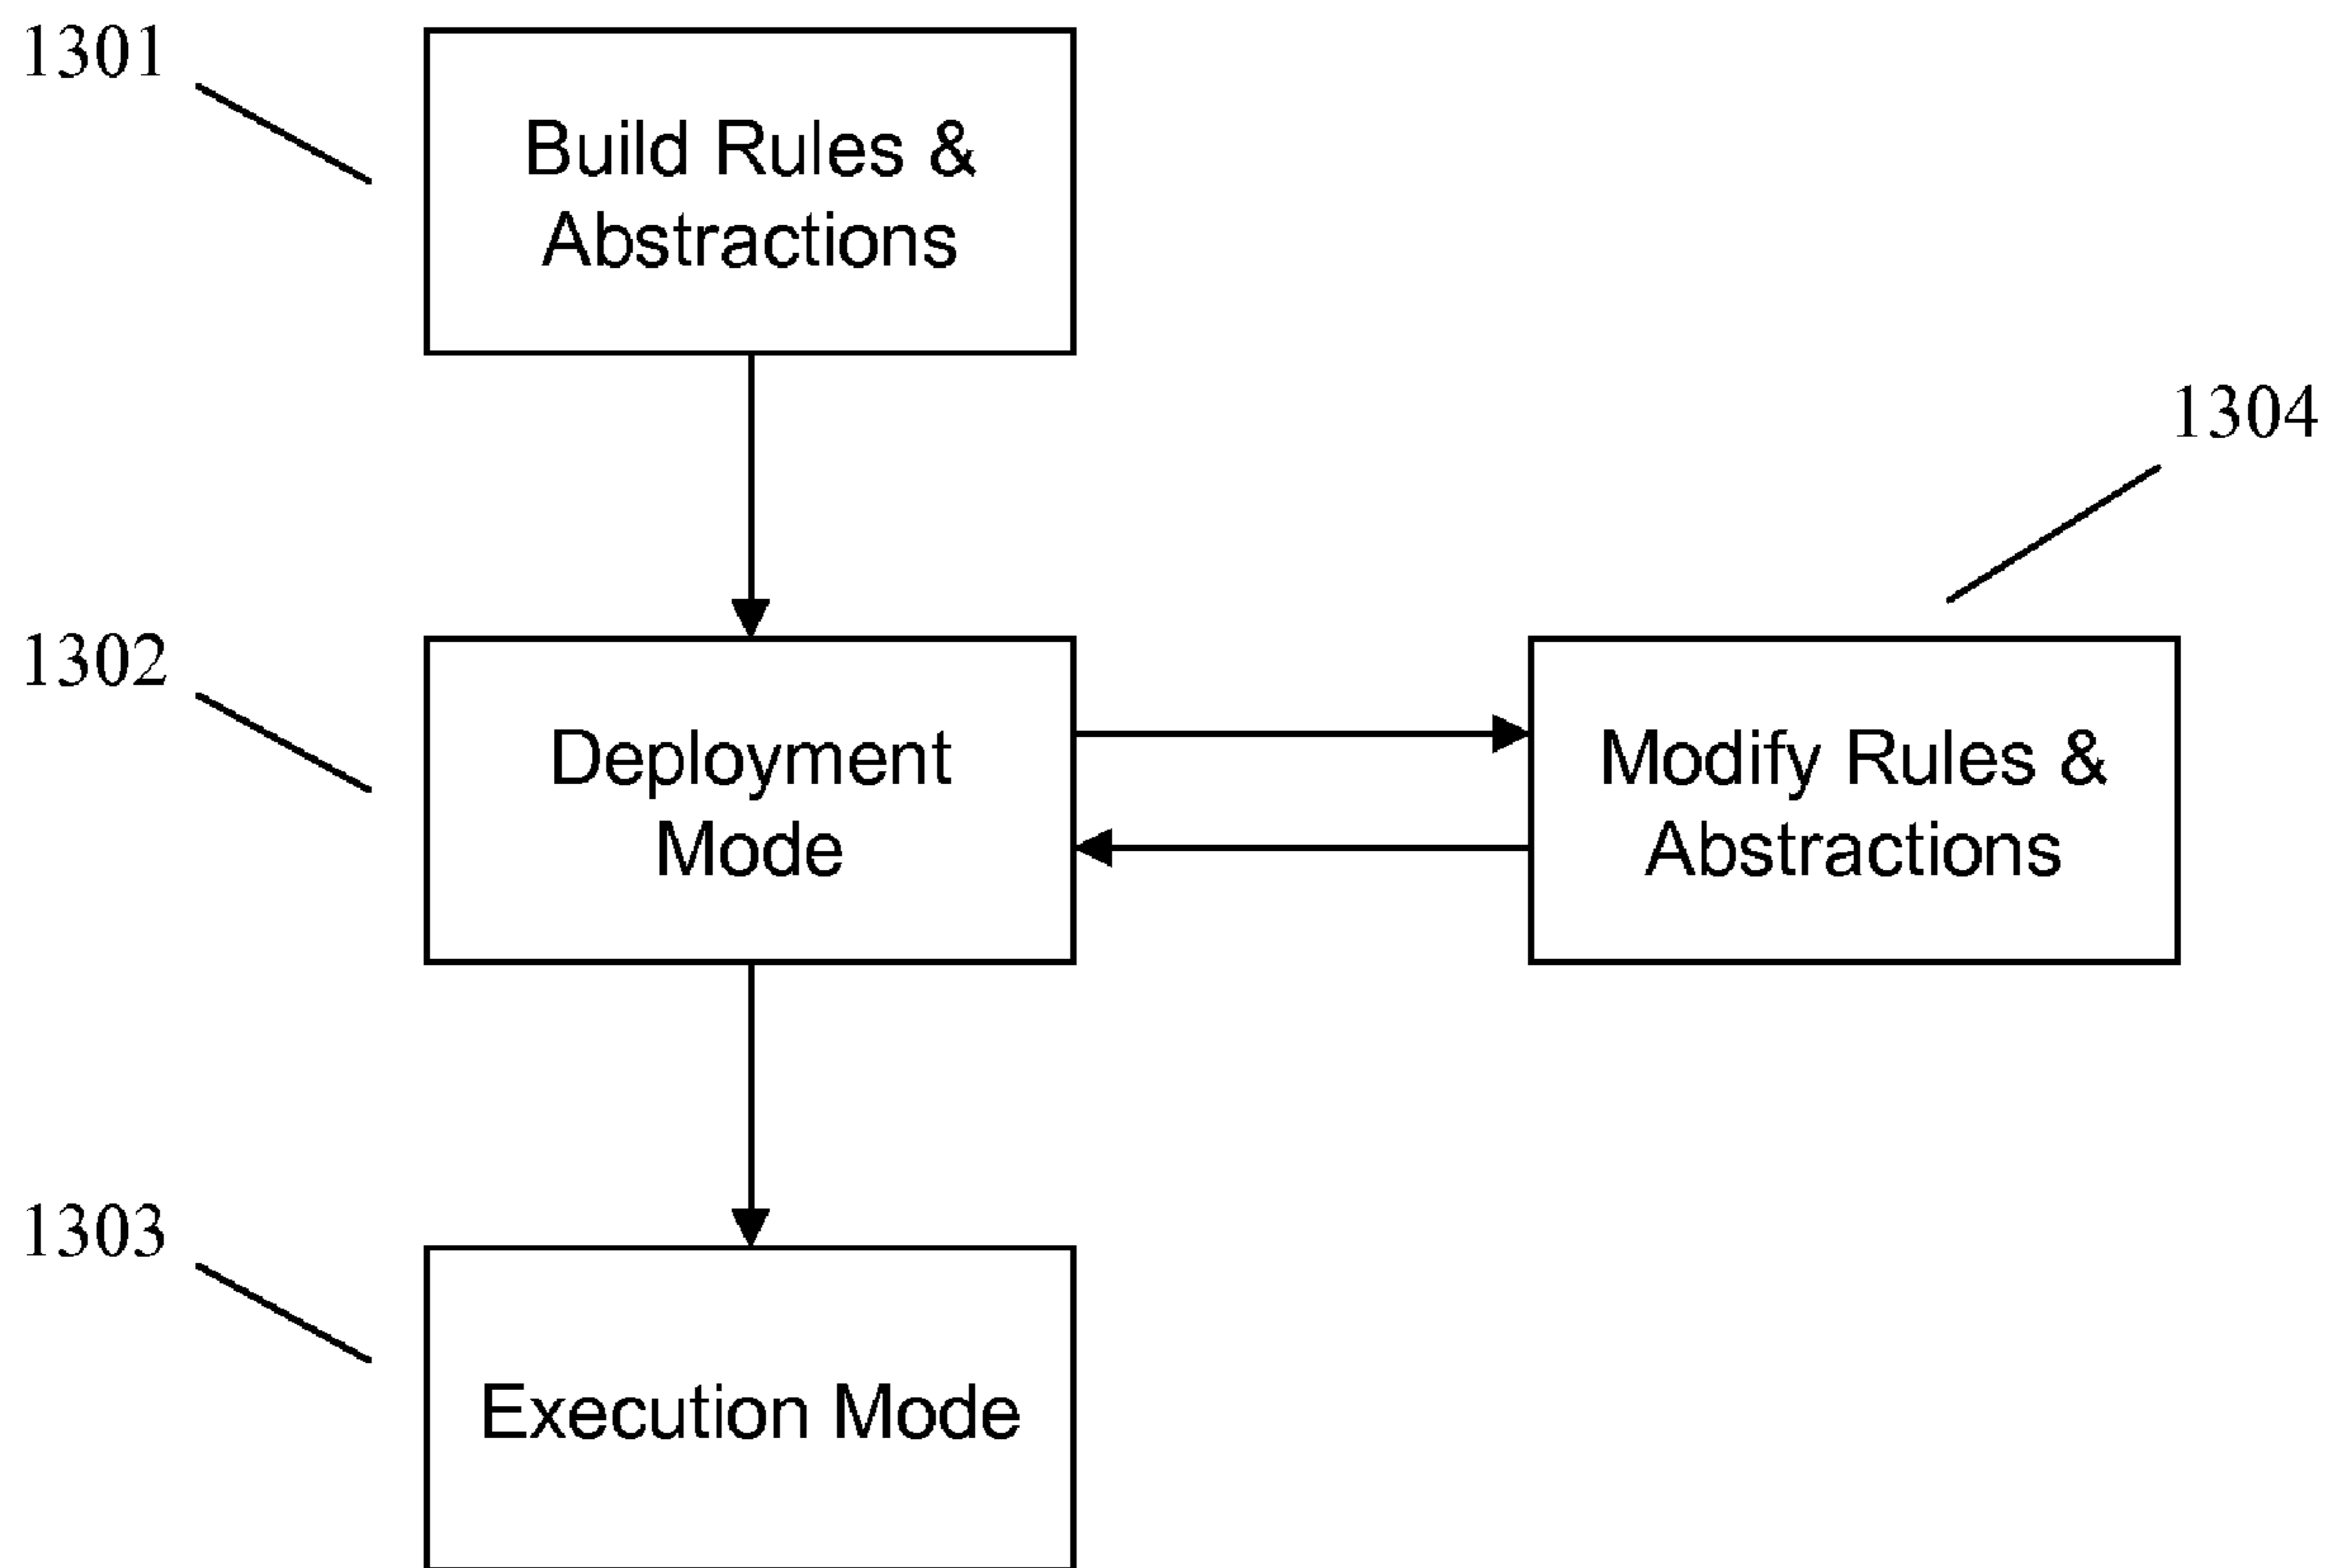 1301
Build Rules &
Abstractions
1304
1302
Deployment
Mode
Modify Rules &
Abstractions
1303
Execution Mode